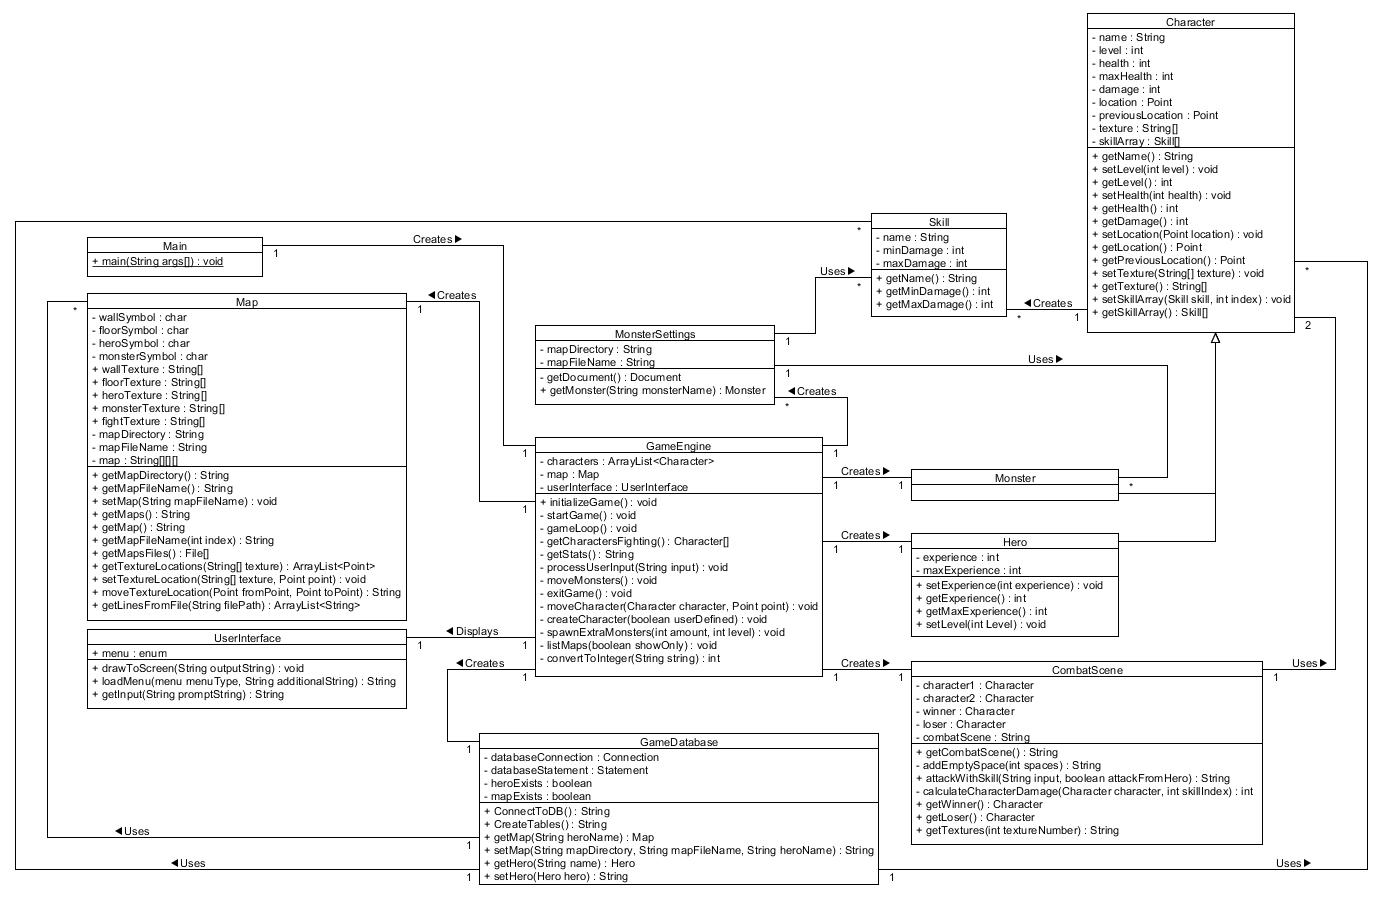 Character
- name : String
- level : int
- health : int
- maxHealth : int
- damage : int
- location : Point
- previousLocation : Point
- texture : String[]
- skillArray : Skill[]
+ getName() : String
+ setLevel(int level) : void
+ getLevel() : int
+ setHealth(int health) : void
+ getHealth() : int
+ getDamage() : int
+ setLocation(Point location) : void
+ getLocation() : Point
+ getPreviousLocation() : Point
+ setTexture(String[] texture) : void
+ getTexture() : String[]
+ setSkillArray(Skill skill, int index) : void
+ getSkillArray() : Skill[]
*
2
◄ Creates
*
1
Skill
- name : String
- minDamage : int
- maxDamage : int
+ getName() : String
+ getMinDamage() : int
+ getMaxDamage() : int
*
Uses ►
*
1
Main
+ main(String args[]) : void
Creates ►
1
1
Map
- wallSymbol : char
- floorSymbol : char
- heroSymbol : char
- monsterSymbol : char
+ wallTexture : String[]
+ floorTexture : String[]
+ heroTexture : String[]
+ monsterTexture : String[]
+ fightTexture : String[]
- mapDirectory : String
- mapFileName : String
- map : String[][][]
+ getMapDirectory() : String
+ getMapFileName() : String
+ setMap(String mapFileName) : void
+ getMaps() : String
+ getMap() : String
+ getMapFileName(int index) : String
+ getMapsFiles() : File[]
+ getTextureLocations(String[] texture) : ArrayList<Point>
+ setTextureLocation(String[] texture, Point point) : void
+ moveTextureLocation(Point fromPoint, Point toPoint) : String
+ getLinesFromFile(String filePath) : ArrayList<String>
*
◄ Creates
1
1
MonsterSettings
- mapDirectory : String
- mapFileName : String
- getDocument() : Document
+ getMonster(String monsterName) : Monster
Uses ►
1
*
◄ Creates
*
1
GameEngine
- characters : ArrayList<Character>
- map : Map
- userInterface : UserInterface
+ initializeGame() : void
- startGame() : void
- gameLoop() : void
- getCharactersFighting() : Character[]
- getStats() : String
- processUserInput(String input) : void
- moveMonsters() : void
- exitGame() : void
- moveCharacter(Character character, Point point) : void
- createCharacter(boolean userDefined) : void
- spawnExtraMonsters(int amount, int level) : void
- listMaps(boolean showOnly) : void
- convertToInteger(String string) : int
Creates ►
1
1
Monster
Creates ►
1
1
Hero
- experience : int
- maxExperience : int
+ setExperience(int experience) : void
+ getExperience() : int
+ getMaxExperience() : int
+ setLevel(int Level) : void
UserInterface
+ menu : enum
+ drawToScreen(String outputString) : void
+ loadMenu(menu menuType, String additionalString) : String
+ getInput(String promptString) : String
◄ Displays
1
1
◄ Creates
1
1
Creates ►
1
1
CombatScene
- character1 : Character
- character2 : Character
- winner : Character
- loser : Character
- combatScene : String
+ getCombatScene() : String
- addEmptySpace(int spaces) : String
+ attackWithSkill(String input, boolean attackFromHero) : String
- calculateCharacterDamage(Character character, int skillIndex) : int
+ getWinner() : Character
+ getLoser() : Character
+ getTextures(int textureNumber) : String
Uses ►
1
GameDatabase
- databaseConnection : Connection
- databaseStatement : Statement
- heroExists : boolean
- mapExists : boolean
+ ConnectToDB() : String
+ CreateTables() : String
+ getMap(String heroName) : Map
+ setMap(String mapDirectory, String mapFileName, String heroName) : String
+ getHero(String name) : Hero
+ setHero(Hero hero) : String
◄ Uses
1
◄ Uses
1
Uses ►
1